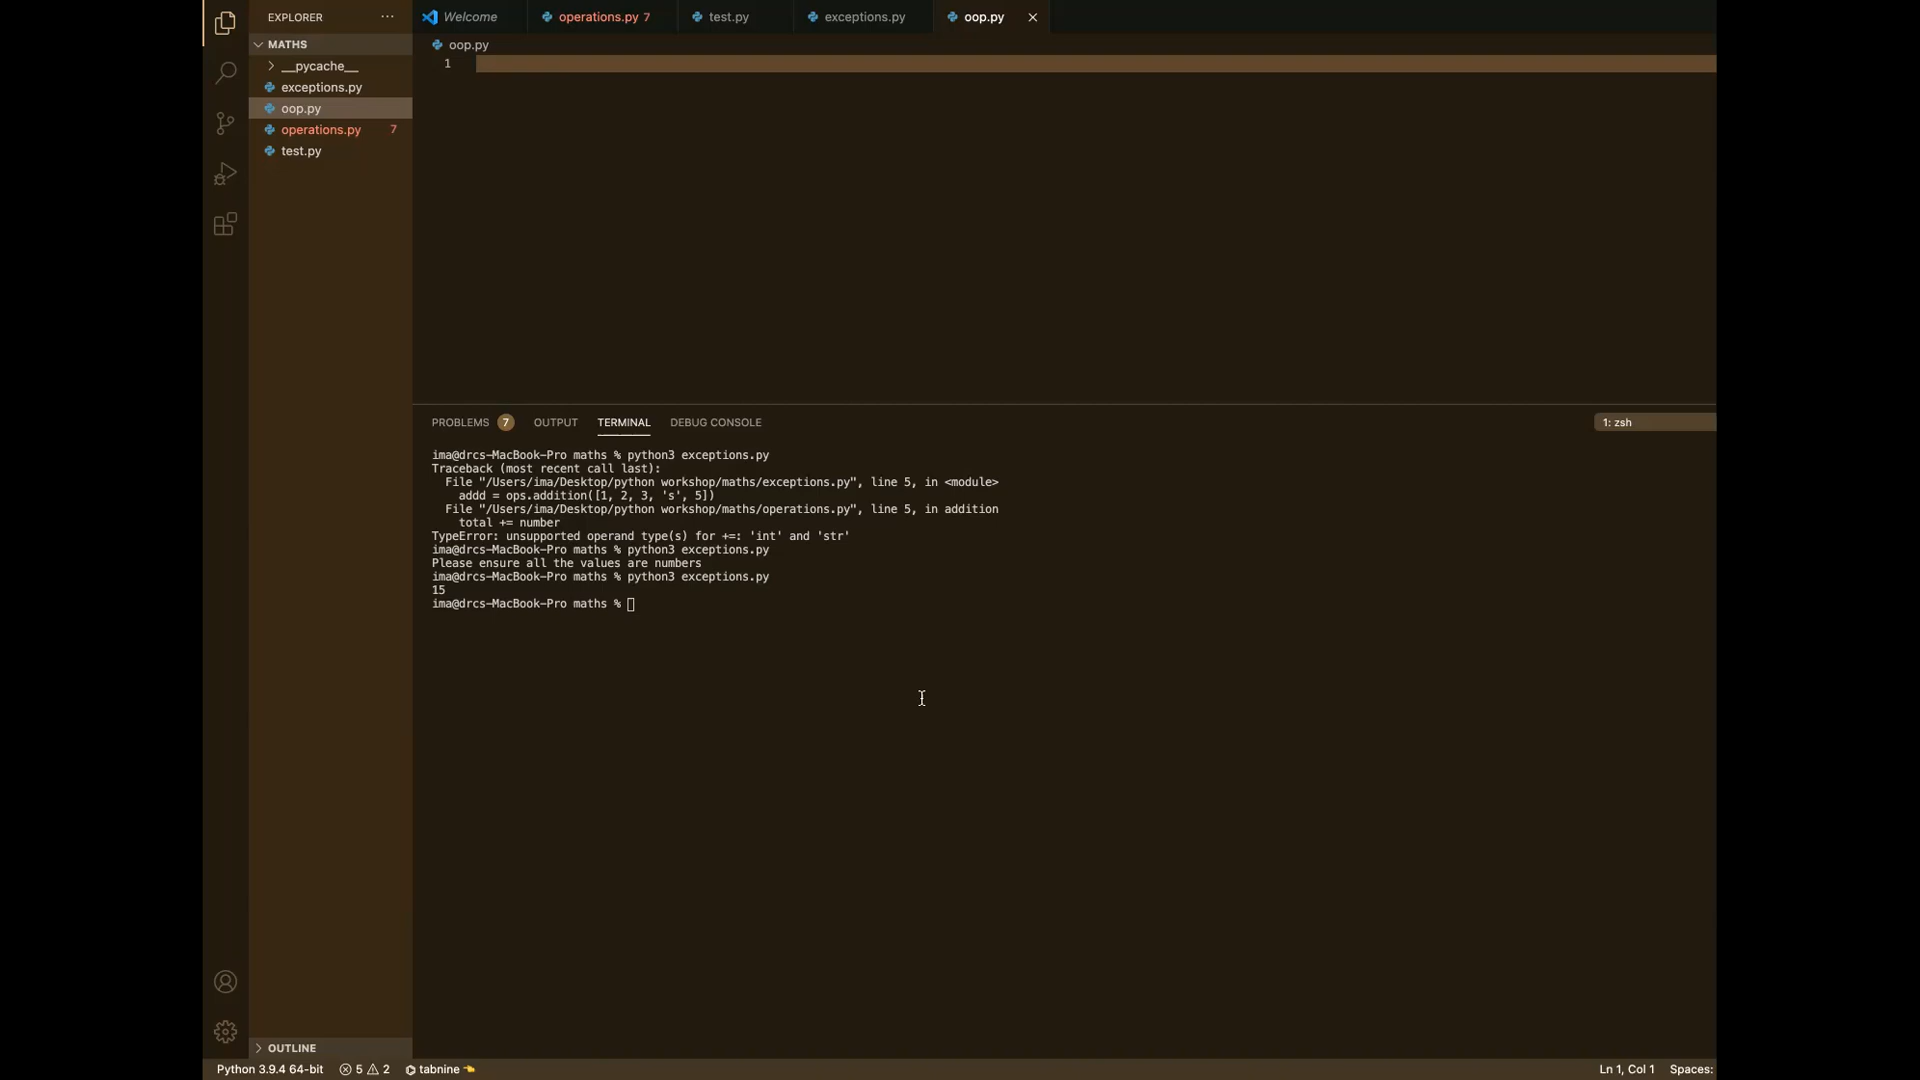 EXPLORER ···
MATHS
__pycache__
exceptions.py
oop.py
operations.py 7
test.py
OUTLINE
Welcome operations.py 7 test.py exceptions.py oop.py
oop.py
1
PROBLEMS 7 OUTPUT TERMINAL DEBUG CONSOLE 1: zsh
ima@drcs-MacBook-Pro maths % python3 exceptions.py
Traceback (most recent call last):
File "/Users/ima/Desktop/python workshop/maths/exceptions.py", line 5, in <module>
addd = ops.addition([1, 2, 3, 's', 5])
File "/Users/ima/Desktop/python workshop/maths/operations.py", line 5, in addition
total += number
TypeError: unsupported operand type(s) for +=: 'int' and 'str'
ima@drcs-MacBook-Pro maths % python3 exceptions.py
Please ensure all the values are numbers
ima@drcs-MacBook-Pro maths % python3 exceptions.py
15
ima@drcs-MacBook-Pro maths %
Python 3.9.4 64-bit 5 2 tabnine Ln 1, Col 1 Spaces: